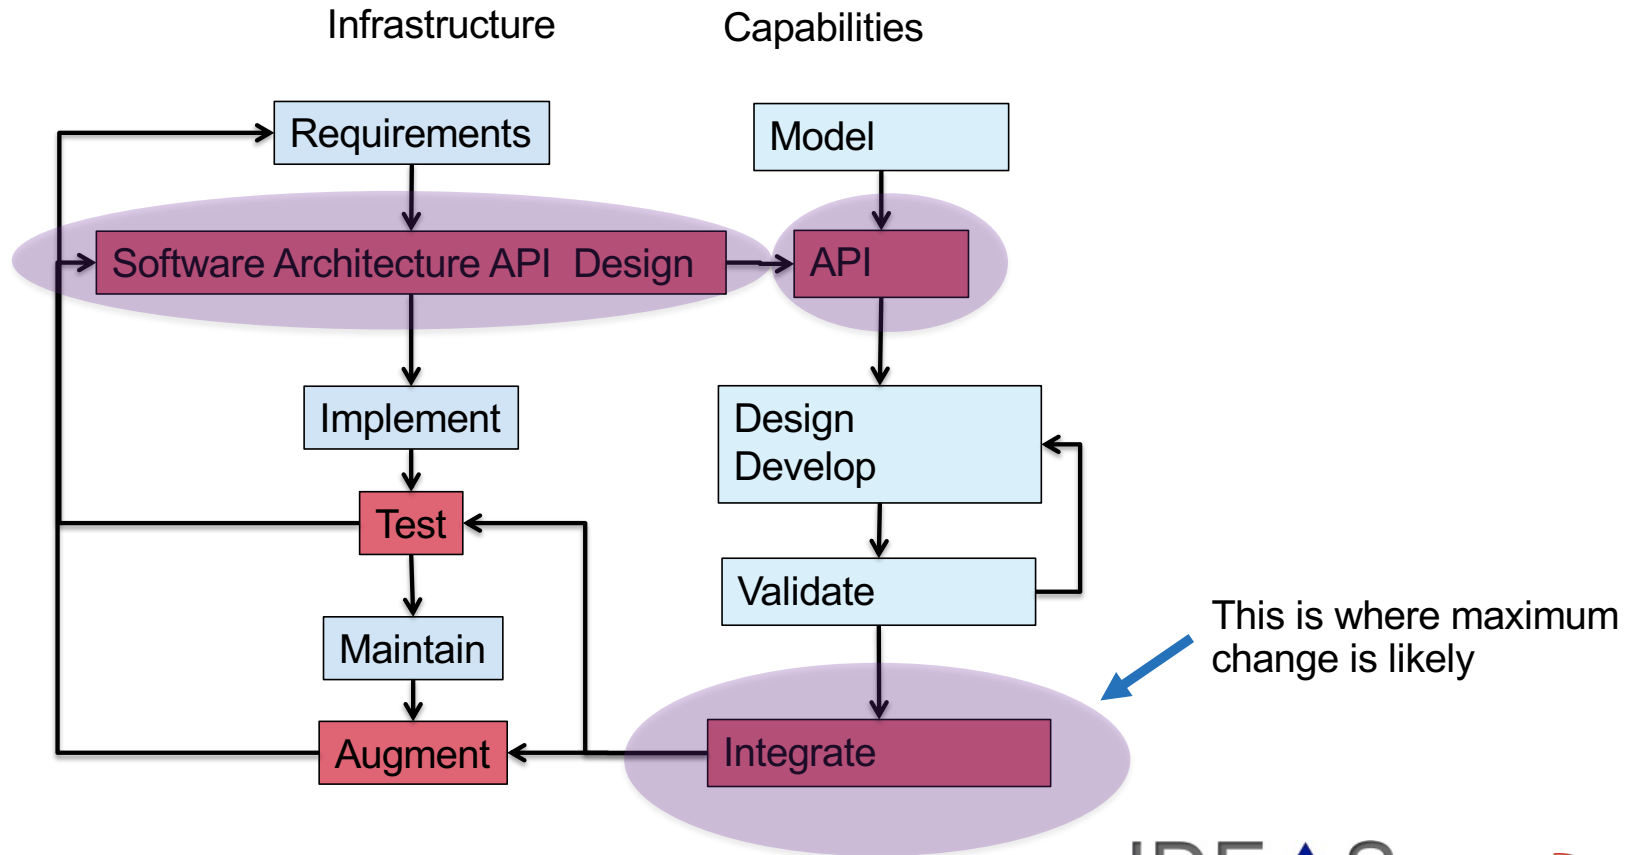 Infrastructure
Capabilities
Requirements
Model
Software Architecture API  Design
API
Implement
Design
Develop
Test
Validate
Maintain
This is where maximum
change is likely
Augment
Integrate